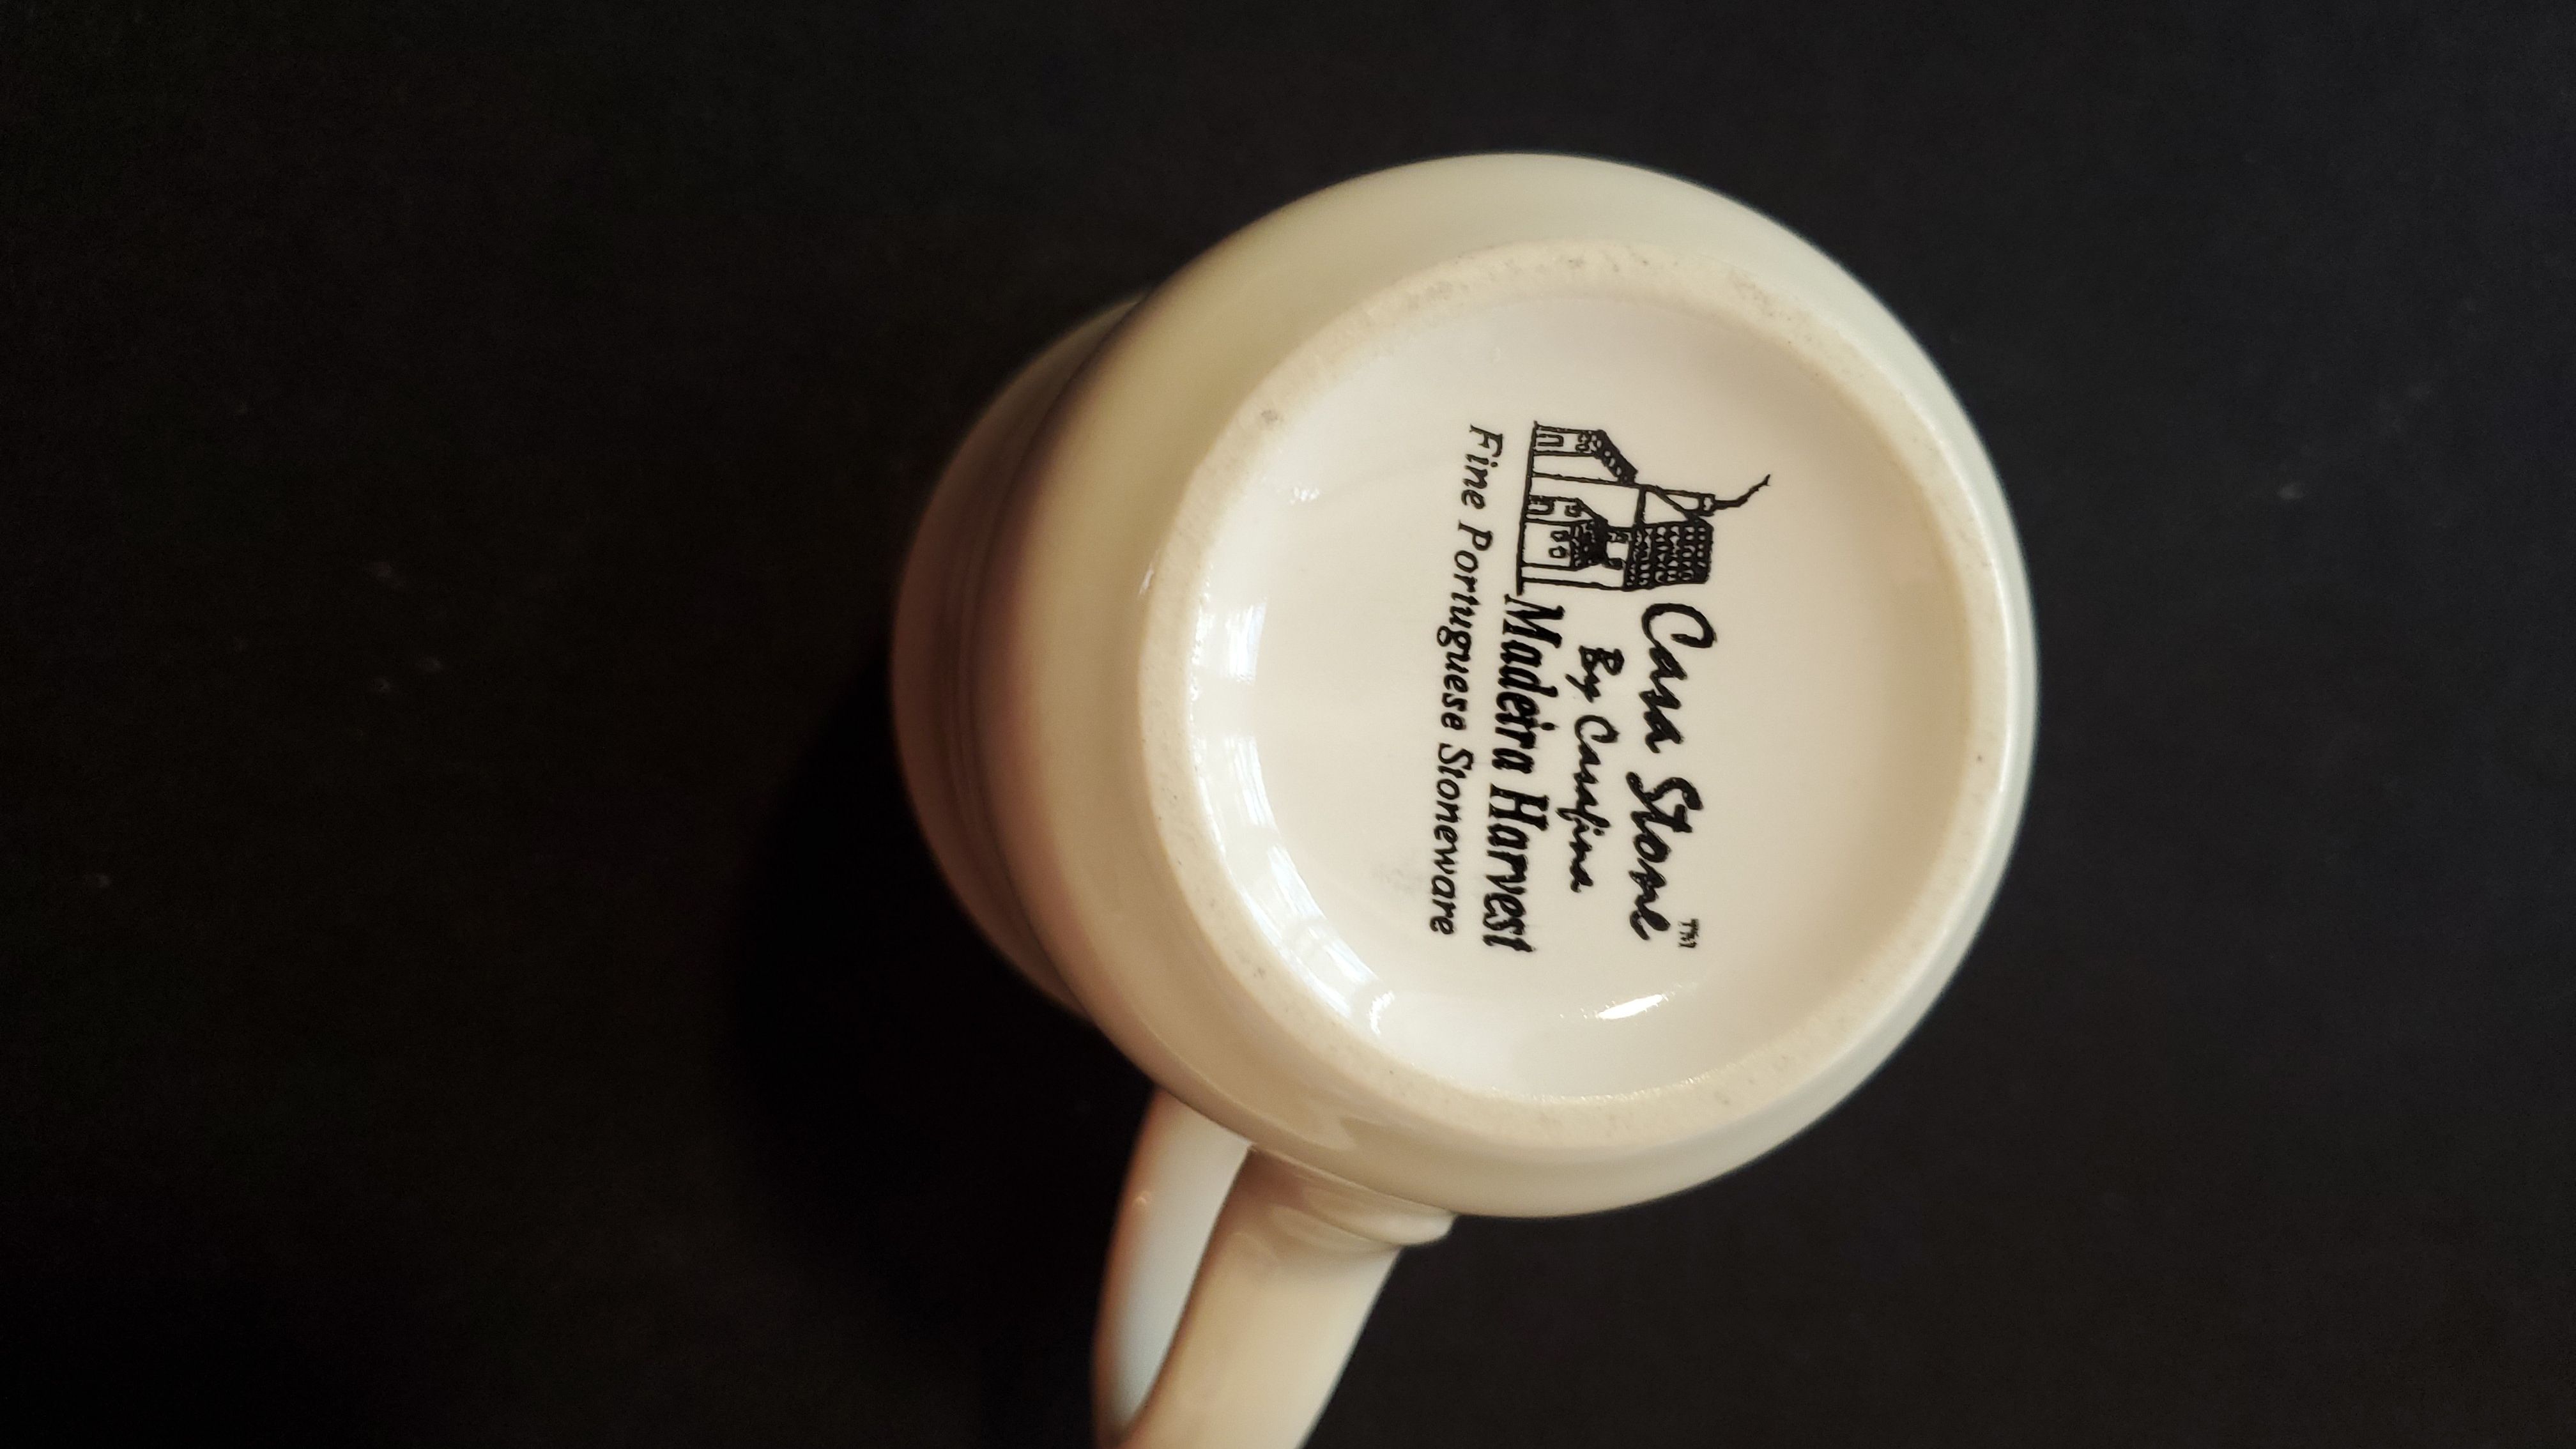 Casa Stone™
By Casafina
Madeira Harvest
Fine Portuguese Stoneware